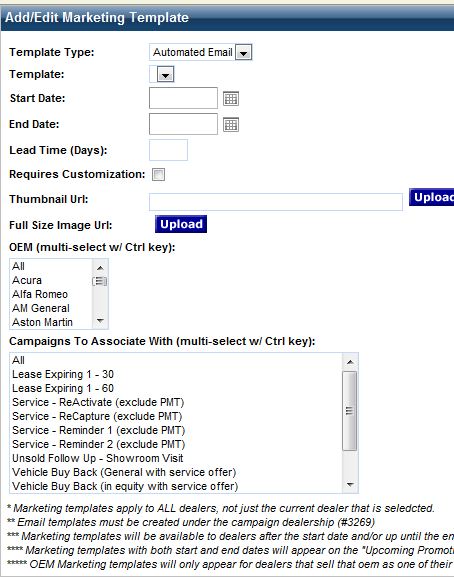 Add/Edit Marketing Template
Template Type: Automated Email
Template:
Start Date:
End Date:
Lead Time (Days):
Requires Customization:
Thumbnail Url: Upload
Full Size Image Url: Upload
OEM (multi-select w/ Ctrl key):
All
Acura
Alfa Romeo
AM General
Aston Martin
Campaigns To Associate With (multi-select w/ Ctrl key):
All
Lease Expiring 1 - 30
Lease Expiring 1 - 60
Service - ReActivate (exclude PMT)
Service - ReCapture (exclude PMT)
Service - Reminder 1 (exclude PMT)
Service - Reminder 2 (exclude PMT)
Unsold Follow Up - Showroom Visit
Vehicle Buy Back (General with service offer)
Vehicle Buy Back (in equity with service offer)
* Marketing templates apply to ALL dealers, not just the current dealer that is seledcted.
** Email templates must be created under the campaign dealership (#3269)
*** Marketing templates will be available to dealers after the start date and/or up until the en
**** Marketing templates with both start and end dates will appear on the "Upcoming Promoti
***** OEM Marketing templates will only appear for dealers that sell that oem as one of their